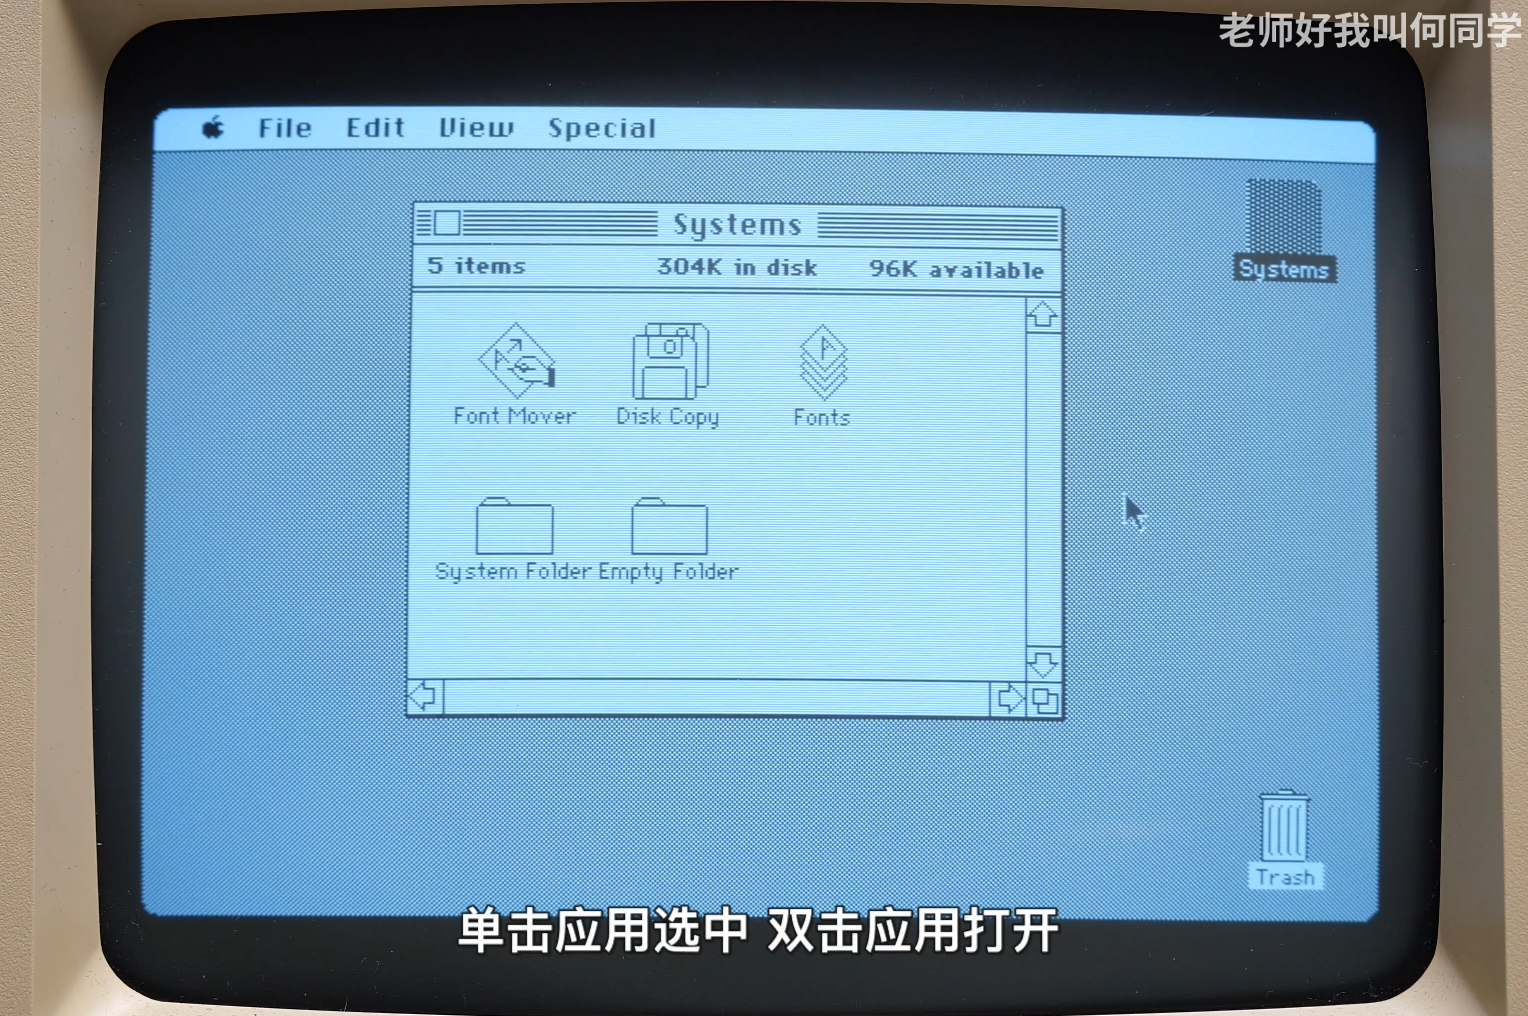 老师好我叫何同学
File Edit View Special
Systems
5 items 304K in disk 96K available
Systems
Font Mover Disk Copy Fonts
System Folder Empty Folder
Trash
单击应用选中 双击应用打开